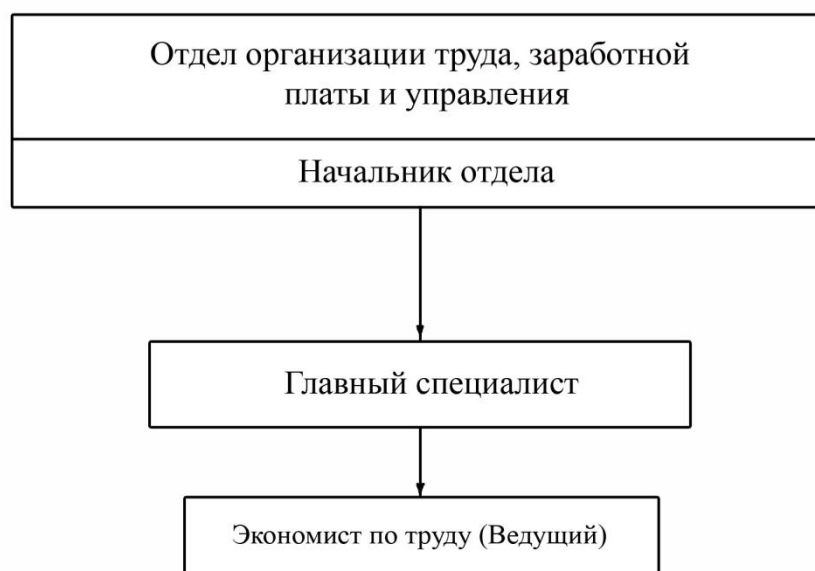 Отдел организации труда, заработной
платы и управления
Начальник отдела
Главный специалист
Экономист по труду (Ведущий)